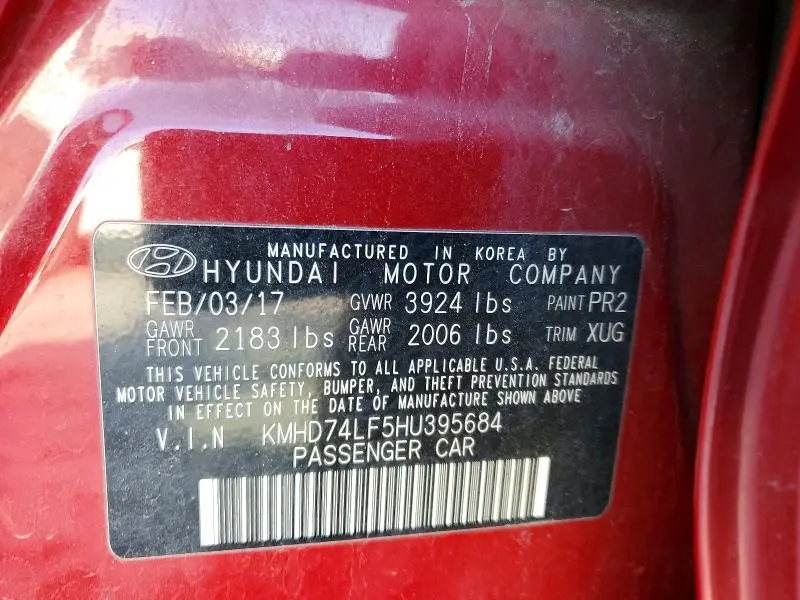 MANUFACTURED IN KOREA BY
HYUNDAI MOTOR COMPANY
FEB/03/17 GVWR 3924 lbs PAINT PR2
GAWR FRONT 2183 lbs GAWR REAR 2006 lbs TRIM XUG
THIS VEHICLE CONFORMS TO ALL APPLICABLE U.S.A. FEDERAL
MOTOR VEHICLE SAFETY, BUMPER, AND THEFT PREVENTION STANDARDS
IN EFFECT ON THE DATE OF MANUFACTURE SHOWN ABOVE
V.I.N KMHD74LF5HU395684
PASSENGER CAR